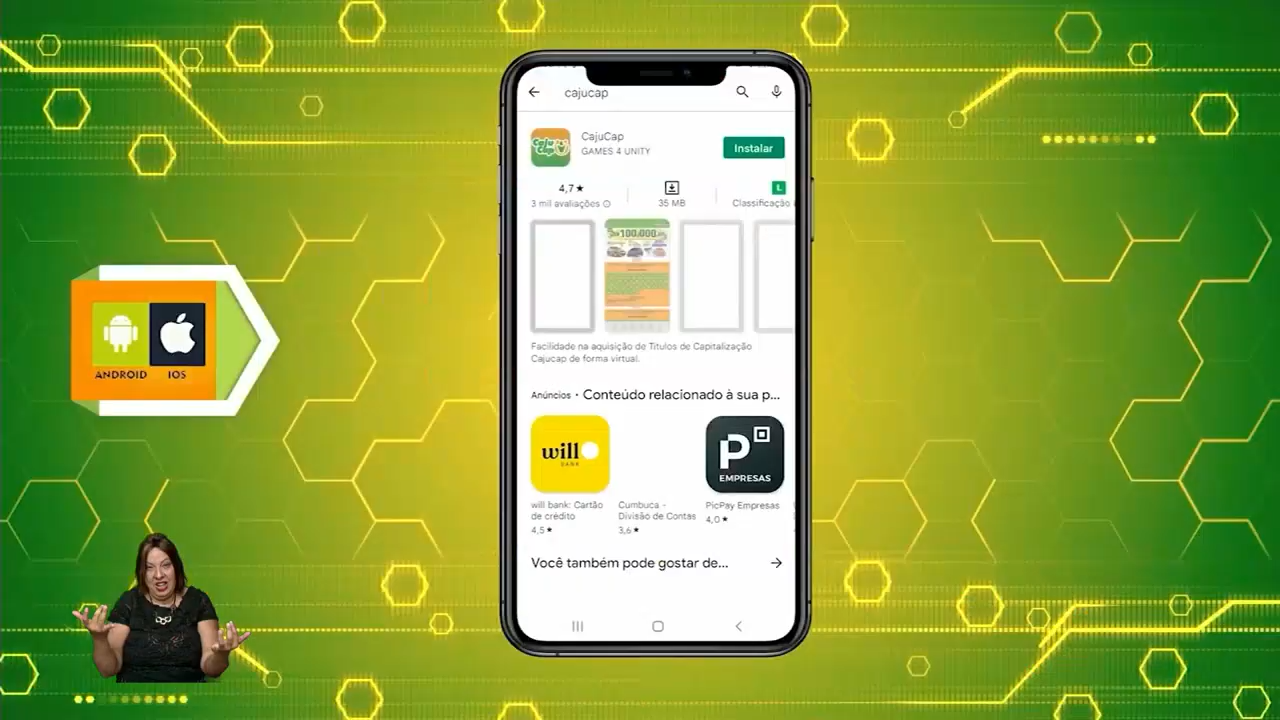 cajucap
Caju
Cap
CajuCap
GAMES 4 UNITY
Instalar
4,7★
3 mil avaliações
35 MB
L
Classificação
100.000
Facilidade na aquisição de Títulos de Capitalização
Cajucap de forma virtual.
Anúncios · Conteúdo relacionado à sua p...
will
BANK
P
EMPRESAS
will bank: Cartão
de crédito
4,5★
Cumbuca -
Divisão de Contas
3,6★
PicPay Empresas
4,0★
Você também pode gostar de...
ANDROID
IOS